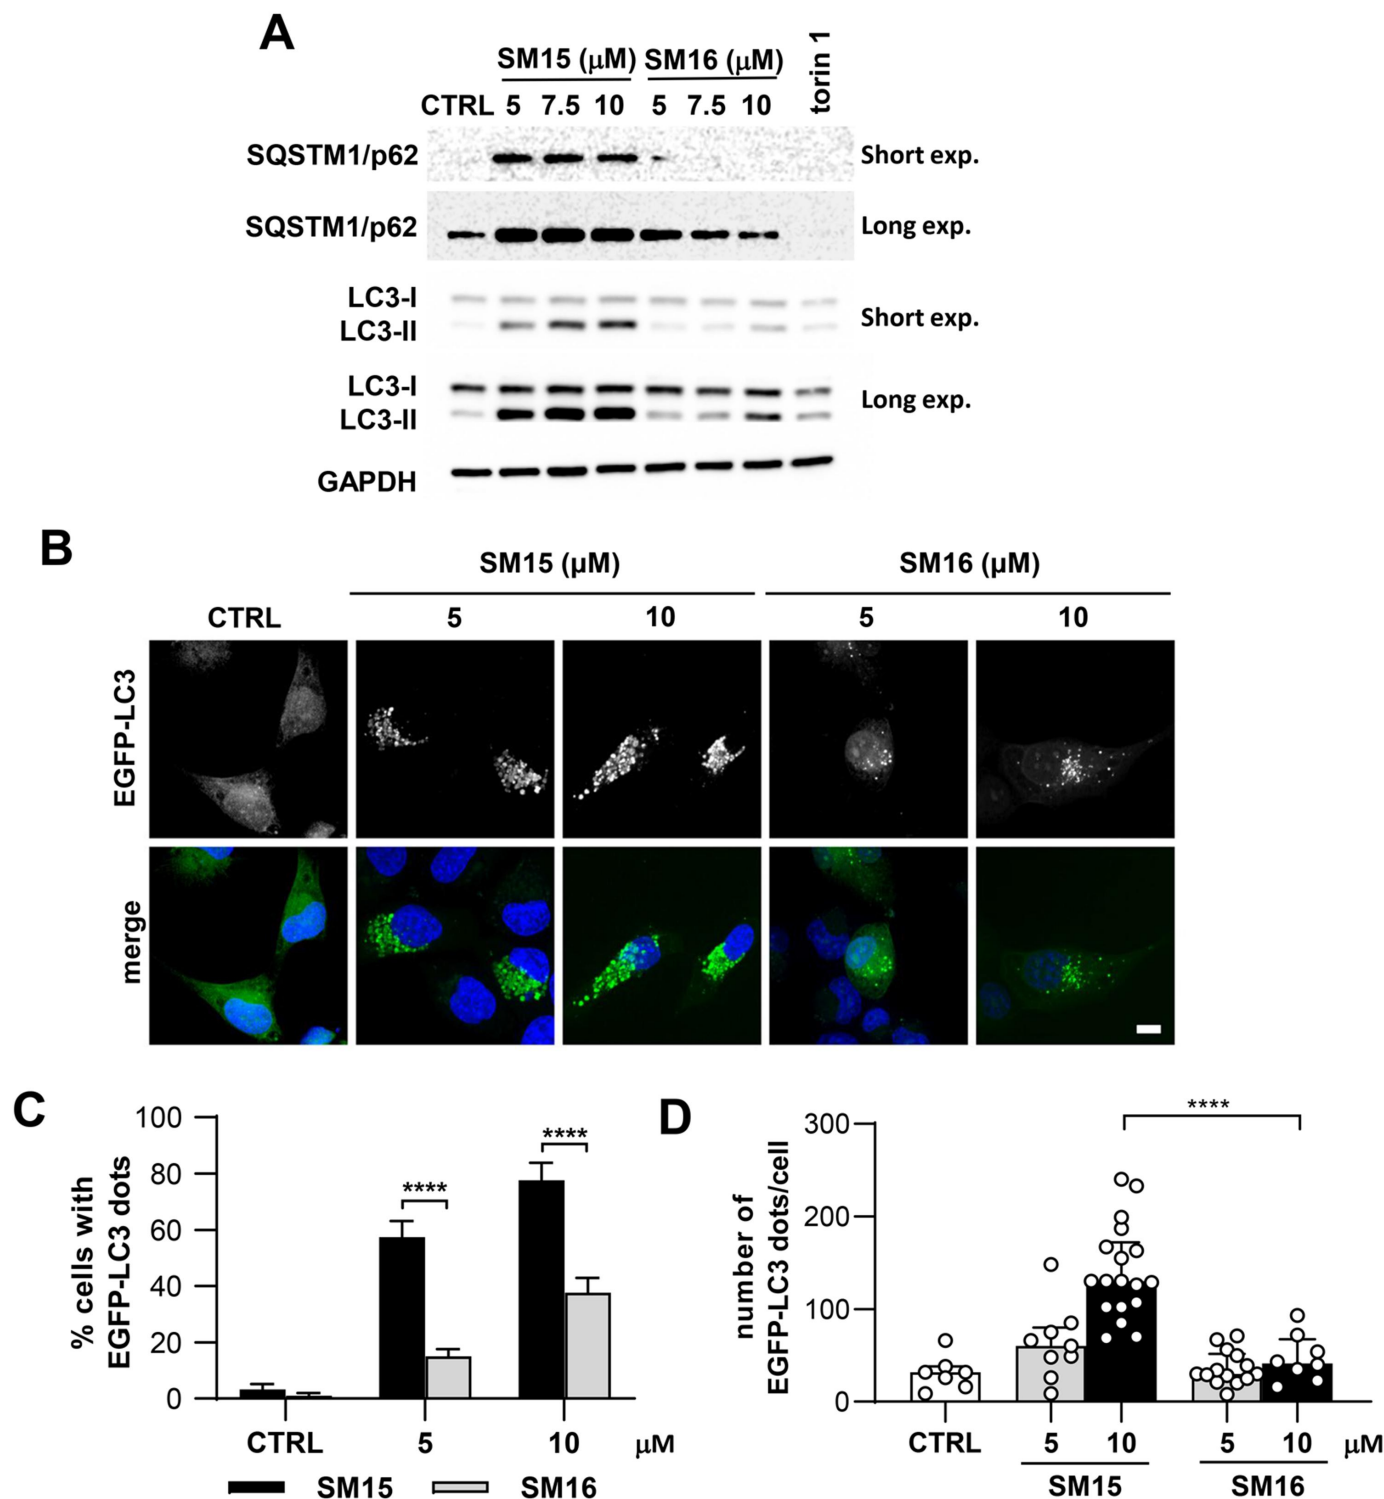 A
SM15 (μM) SM16 (μM) torin 1
CTRL 5 7.5 10 5 7.5 10
SQSTM1/p62 Short exp.
SQSTM1/p62 Long exp.
LC3-I
Short exp.
LC3-II
LC3-I
Long exp.
LC3-II
GAPDH
B
SM15 (μM) SM16 (μM)
CTRL 5 10 5 10
EGFP-LC3
merge
C
% cells with
EGFP-LC3 dots
100
80
60
40
20
0
**** ****
CTRL 5 10 μM
SM15 SM16
D
number of
EGFP-LC3 dots/cell
300
200
100
0
****
CTRL 5 10 5 10 μM
SM15 SM16